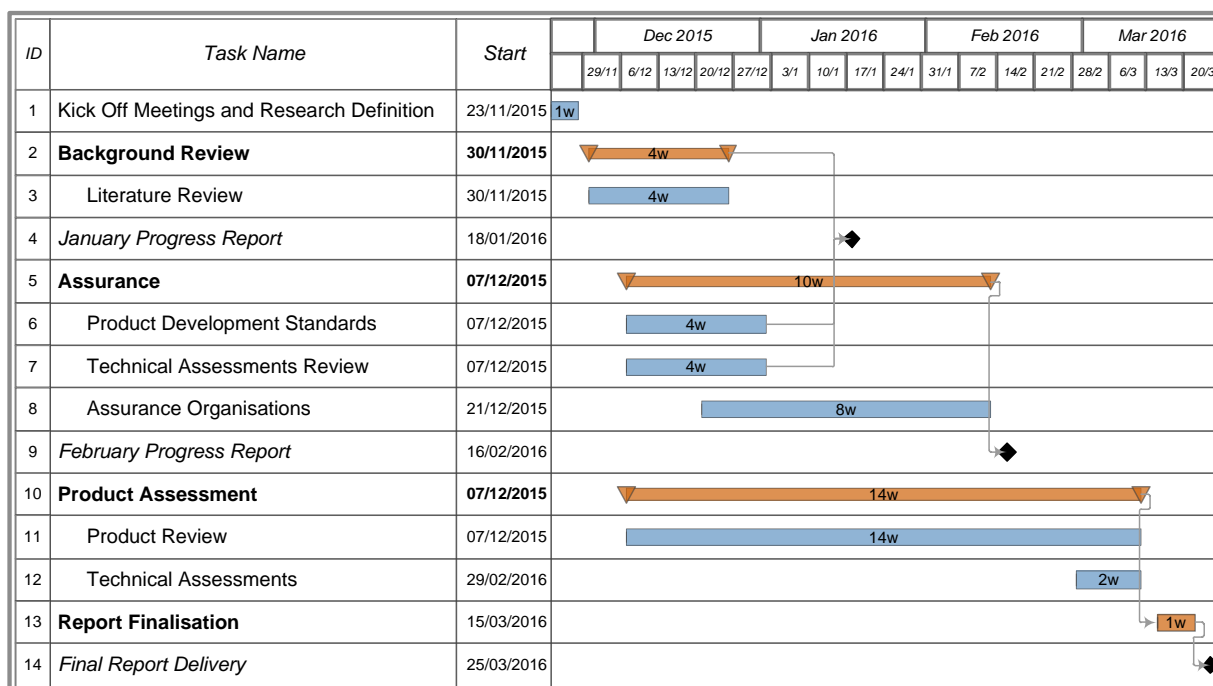 ID Task Name Start Dec 2015 Jan 2016 Feb 2016 Mar 2016
29/11 6/12 13/12 20/12 27/12 3/1 10/1 17/1 24/1 31/1 7/2 14/2 21/2 28/2 6/3 13/3 20/3
1 Kick Off Meetings and Research Definition 23/11/2015 1w
2 Background Review 30/11/2015 4w
3 Literature Review 30/11/2015 4w
4 January Progress Report 18/01/2016
5 Assurance 07/12/2015 10w
6 Product Development Standards 07/12/2015 4w
7 Technical Assessments Review 07/12/2015 4w
8 Assurance Organisations 21/12/2015 8w
9 February Progress Report 16/02/2016
10 Product Assessment 07/12/2015 14w
11 Product Review 07/12/2015 14w
12 Technical Assessments 29/02/2016 2w
13 Report Finalisation 15/03/2016 1w
14 Final Report Delivery 25/03/2016